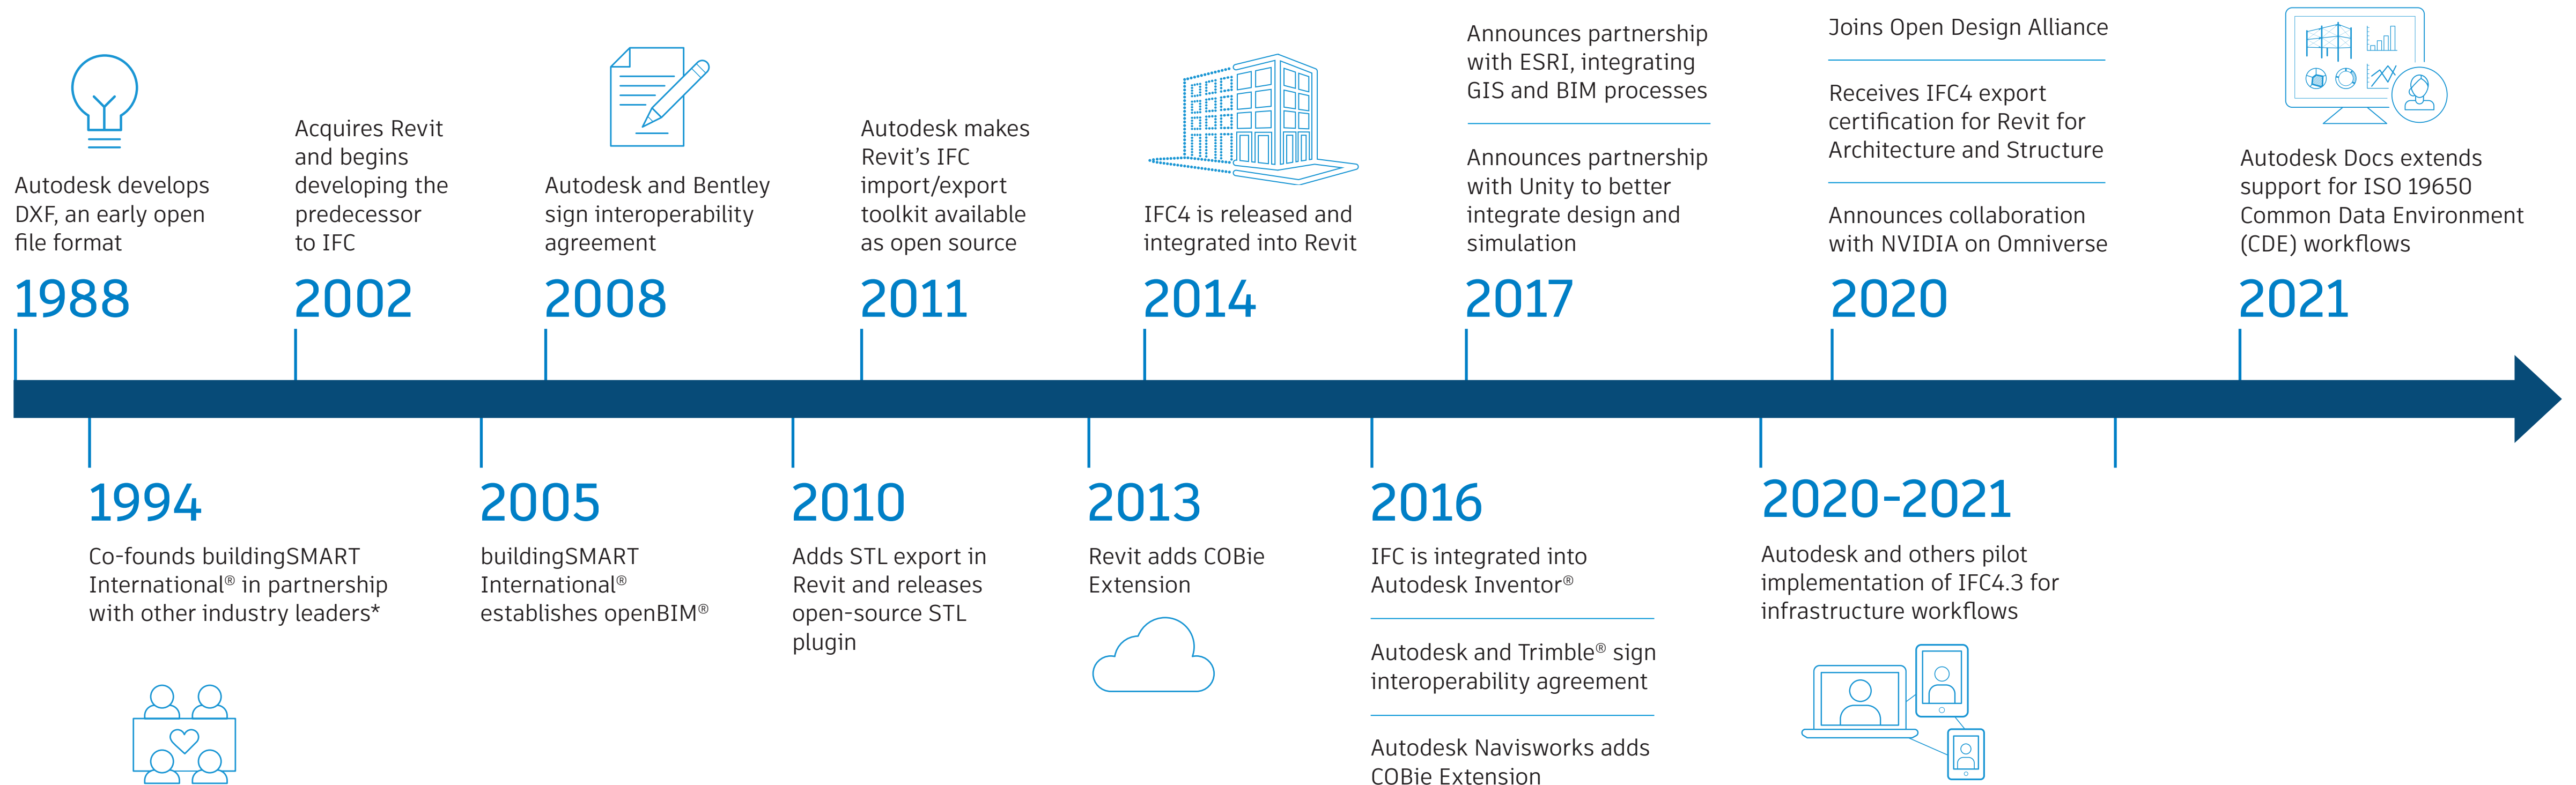 Autodesk develops
DXF, an early open
file format
1988
Acquires Revit
and begins
developing the
predecessor
to IFC
2002
Autodesk and Bentley
sign interoperability
agreement
2008
Autodesk makes
Revit’s IFC
import/export
toolkit available
as open source
2011
IFC4 is released and
integrated into Revit
2014
Announces partnership
with ESRI, integrating
GIS and BIM processes
Announces partnership
with Unity to better
integrate design and
simulation
2017
Joins Open Design Alliance
Receives IFC4 export
certification for Revit for
Architecture and Structure
Announces collaboration
with NVIDIA on Omniverse
2020
Autodesk Docs extends
support for ISO 19650
Common Data Environment
(CDE) workflows
2021
1994
Co-founds buildingSMART
International® in partnership
with other industry leaders*
2005
buildingSMART
International®
establishes openBIM®
2010
Adds STL export in
Revit and releases
open-source STL
plugin
2013
Revit adds COBie
Extension
2016
IFC is integrated into
Autodesk Inventor®
Autodesk and Trimble® sign
interoperability agreement
Autodesk Navisworks adds
COBie Extension
2020-2021
Autodesk and others pilot
implementation of IFC4.3 for
infrastructure workflows